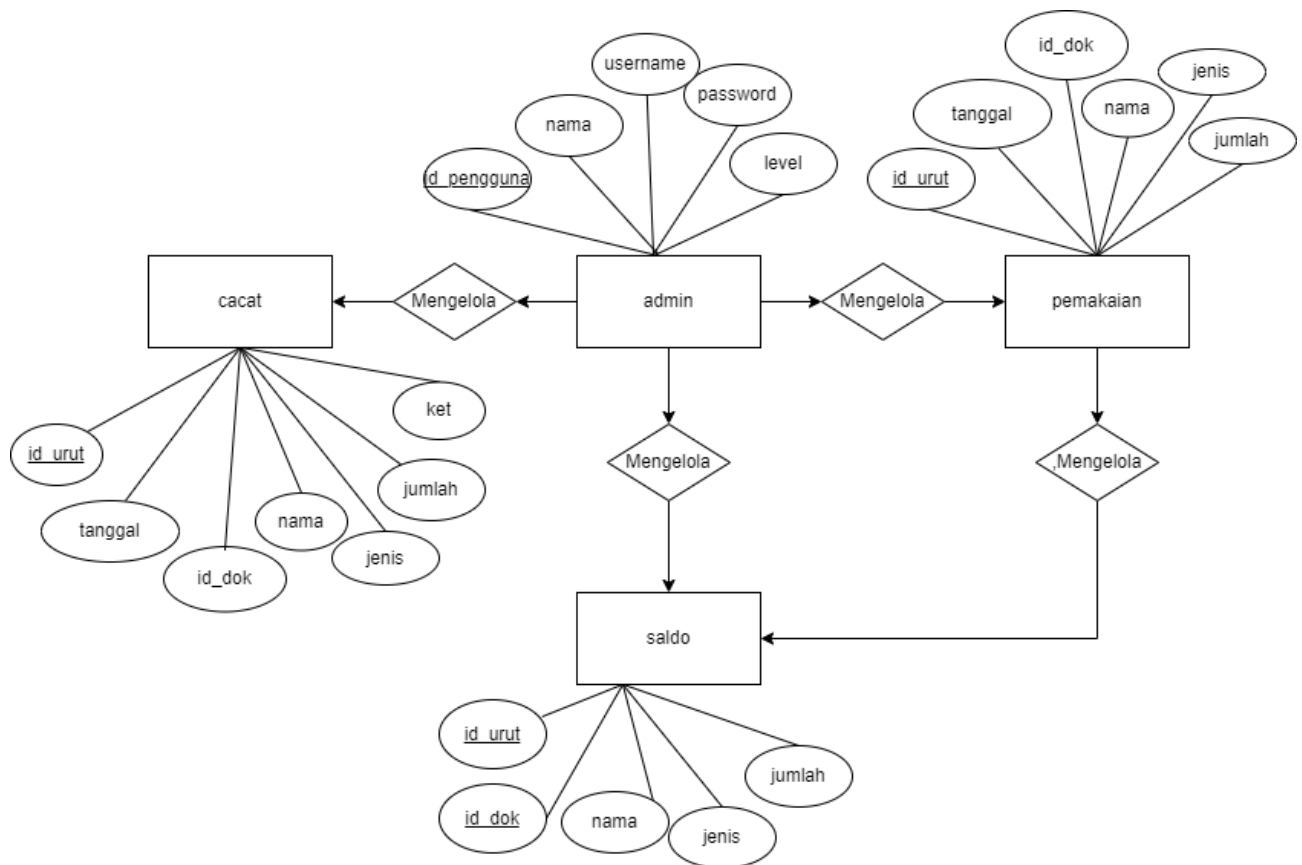 id_dok
username
jenis
password
tanggal
nama
nama
jumlah
level
id_pengguna
id_urut
cacat
Mengelola
admin
Mengelola
pemakaian
ket
id_urut
Mengelola
,Mengelola
jumlah
nama
tanggal
jenis
id_dok
saldo
id_urut
jumlah
id_dok
nama
jenis